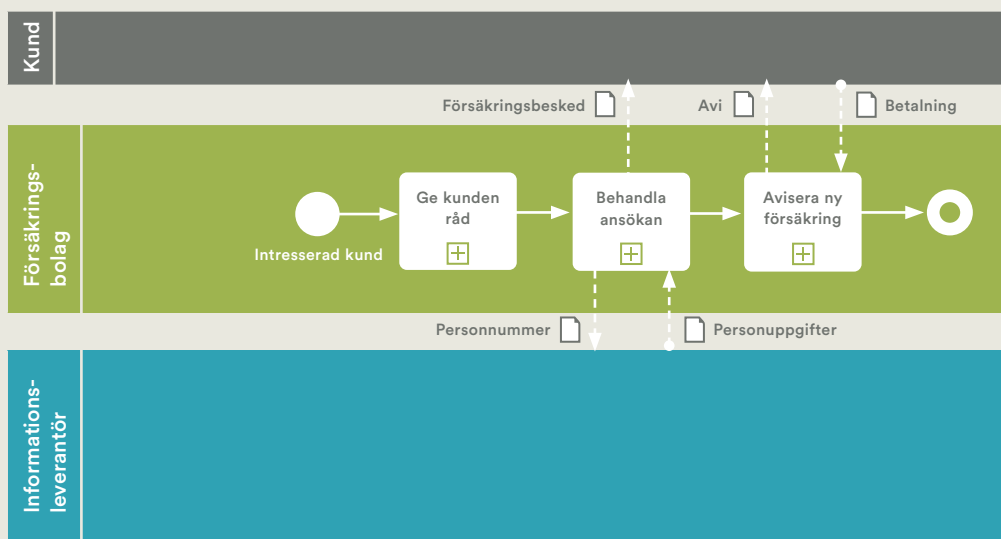 Kund
Försäkringsbesked
Avi
Betalning
Försäkrings-
bolag
Intresserad kund
Ge kunden
råd
Behandla
ansökan
Avisera ny
försäkring
Personnummer
Personuppgifter
Informations-
leverantör